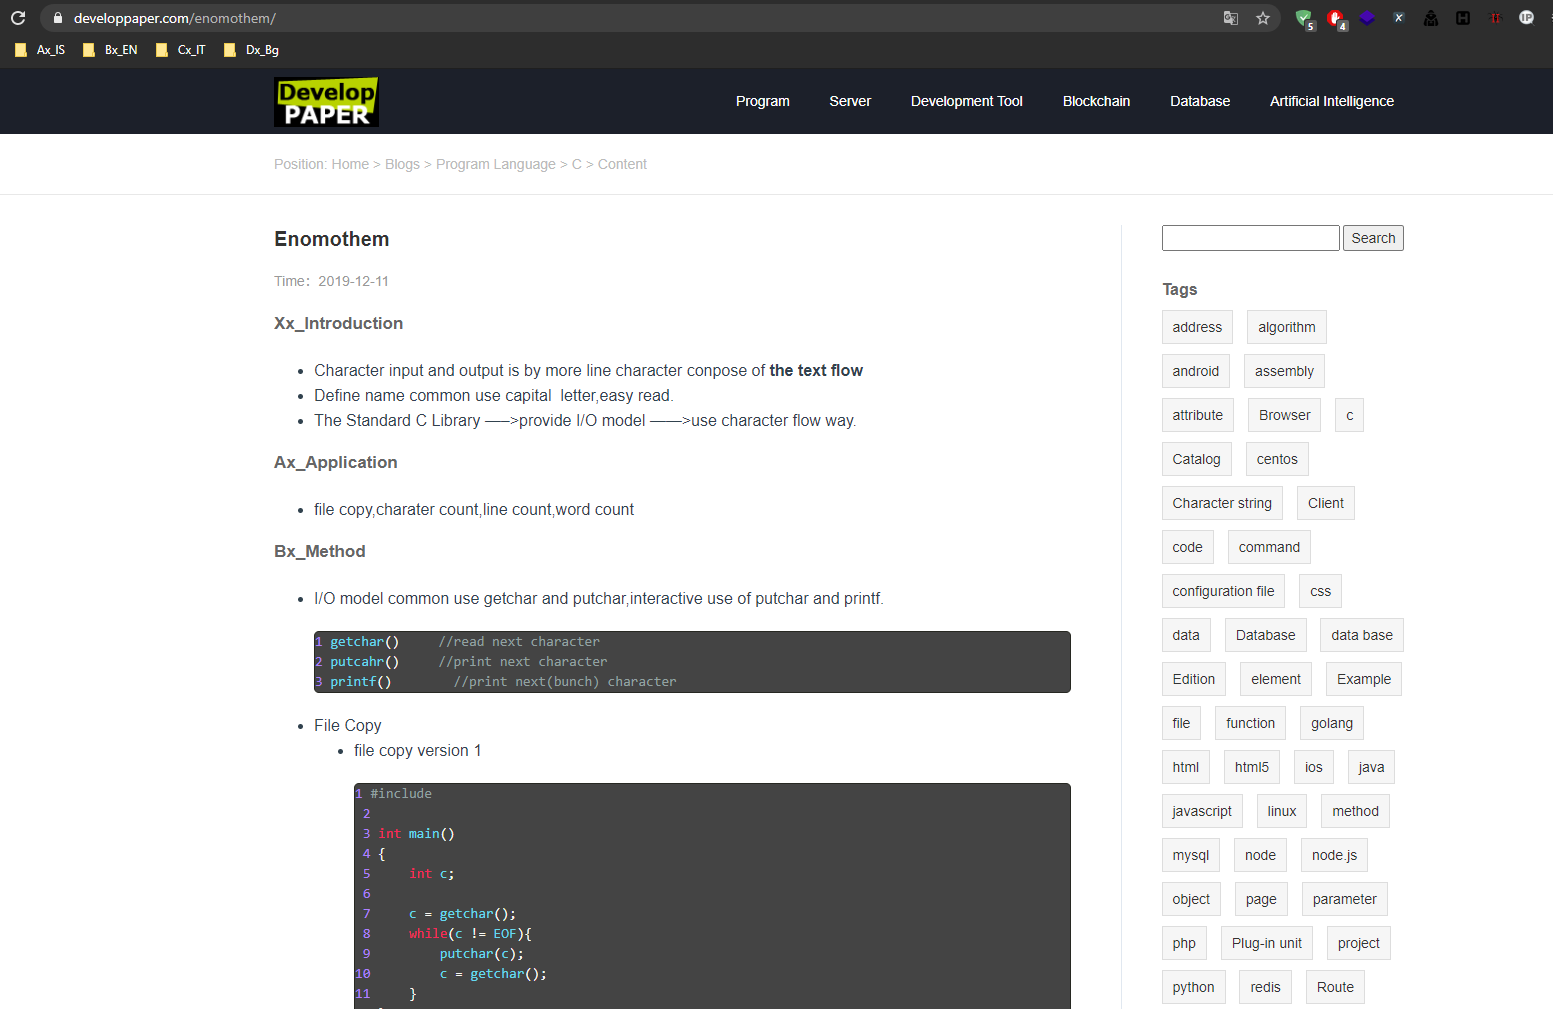 developpaper.com/enomothem/
5
4
X
H
IP
Ax_IS Bx_EN Cx_IT Dx_Bg
Develop
PAPER
Program Server Development Tool Blockchain Database Artificial Intelligence
Position: Home > Blogs > Program Language > C > Content
Enomothem
Time：2019-12-11
Xx_Introduction
Character input and output is by more line character conpose of the text flow
Define name common use capital  letter,easy read.
The Standard C Library —–>provide I/O model ——>use character flow way.
Ax_Application
file copy,charater count,line count,word count
Bx_Method
I/O model common use getchar and putchar,interactive use of putchar and printf.
1 getchar()     //read next character
2 putcahr()     //print next character
3 printf()        //print next(bunch) character
File Copy
file copy version 1
1 #include
2
3 int main()
4 {
5     int c;
6
7     c = getchar();
8     while(c != EOF){
9         putchar(c);
10         c = getchar();
11     }
Search
Tags
address algorithm
android assembly
attribute Browser c
Catalog centos
Character string Client
code command
configuration file css
data Database data base
Edition element Example
file function golang
html html5 ios java
javascript linux method
mysql node node.js
object page parameter
php Plug-in unit project
python redis Route